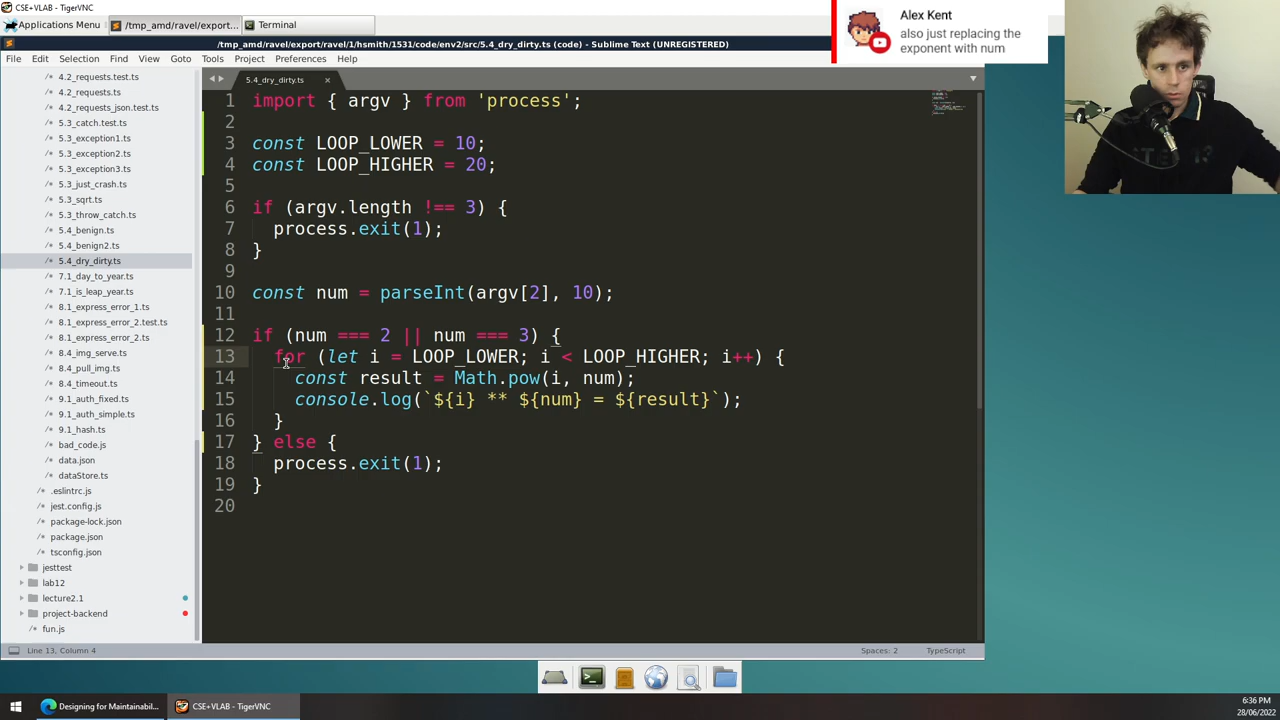 CSE+VLAB - TigerVNC
Applications Menu
/tmp_amd/ravel/export...
Terminal
/tmp_amd/ravel/export/ravel/1/hsmith/1531/code/env2/src/5.4_dry_dirty.ts (code) - Sublime Text (UNREGISTERED)
Alex Kent
also just replacing the
exponent with num
File Edit Selection Find View Goto Tools Project Preferences Help
4.2_requests.test.ts
4.2_requests.ts
4.2_requests_json.test.ts
5.3_catch.test.ts
5.3_exception1.ts
5.3_exception2.ts
5.3_exception3.ts
5.3_just_crash.ts
5.3_sqrt.ts
5.3_throw_catch.ts
5.4_benign.ts
5.4_benign2.ts
5.4_dry_dirty.ts
7.1_day_to_year.ts
7.1_is_leap_year.ts
8.1_express_error_1.ts
8.1_express_error_2.test.ts
8.1_express_error_2.ts
8.4_img_serve.ts
8.4_pull_img.ts
8.4_timeout.ts
9.1_auth_fixed.ts
9.1_auth_simple.ts
9.1_hash.ts
bad_code.js
data.json
dataStore.ts
.eslintrc.js
jest.config.js
package-lock.json
package.json
tsconfig.json
jesttest
lab12
lecture2.1
project-backend
fun.js
5.4_dry_dirty.ts ×
1 import { argv } from 'process';
2
3 const LOOP_LOWER = 10;
4 const LOOP_HIGHER = 20;
5
6 if (argv.length !== 3) {
7 process.exit(1);
8 }
9
10 const num = parseInt(argv[2], 10);
11
12 if (num === 2 || num === 3) {
13 for (let i = LOOP_LOWER; i < LOOP_HIGHER; i++) {
14 const result = Math.pow(i, num);
15 console.log(`${i} ** ${num} = ${result}`);
16 }
17 } else {
18 process.exit(1);
19 }
20
Line 13, Column 4
Spaces: 2
TypeScript
Designing for Maintainabil...
CSE+VLAB - TigerVNC
6:36 PM
28/06/2022